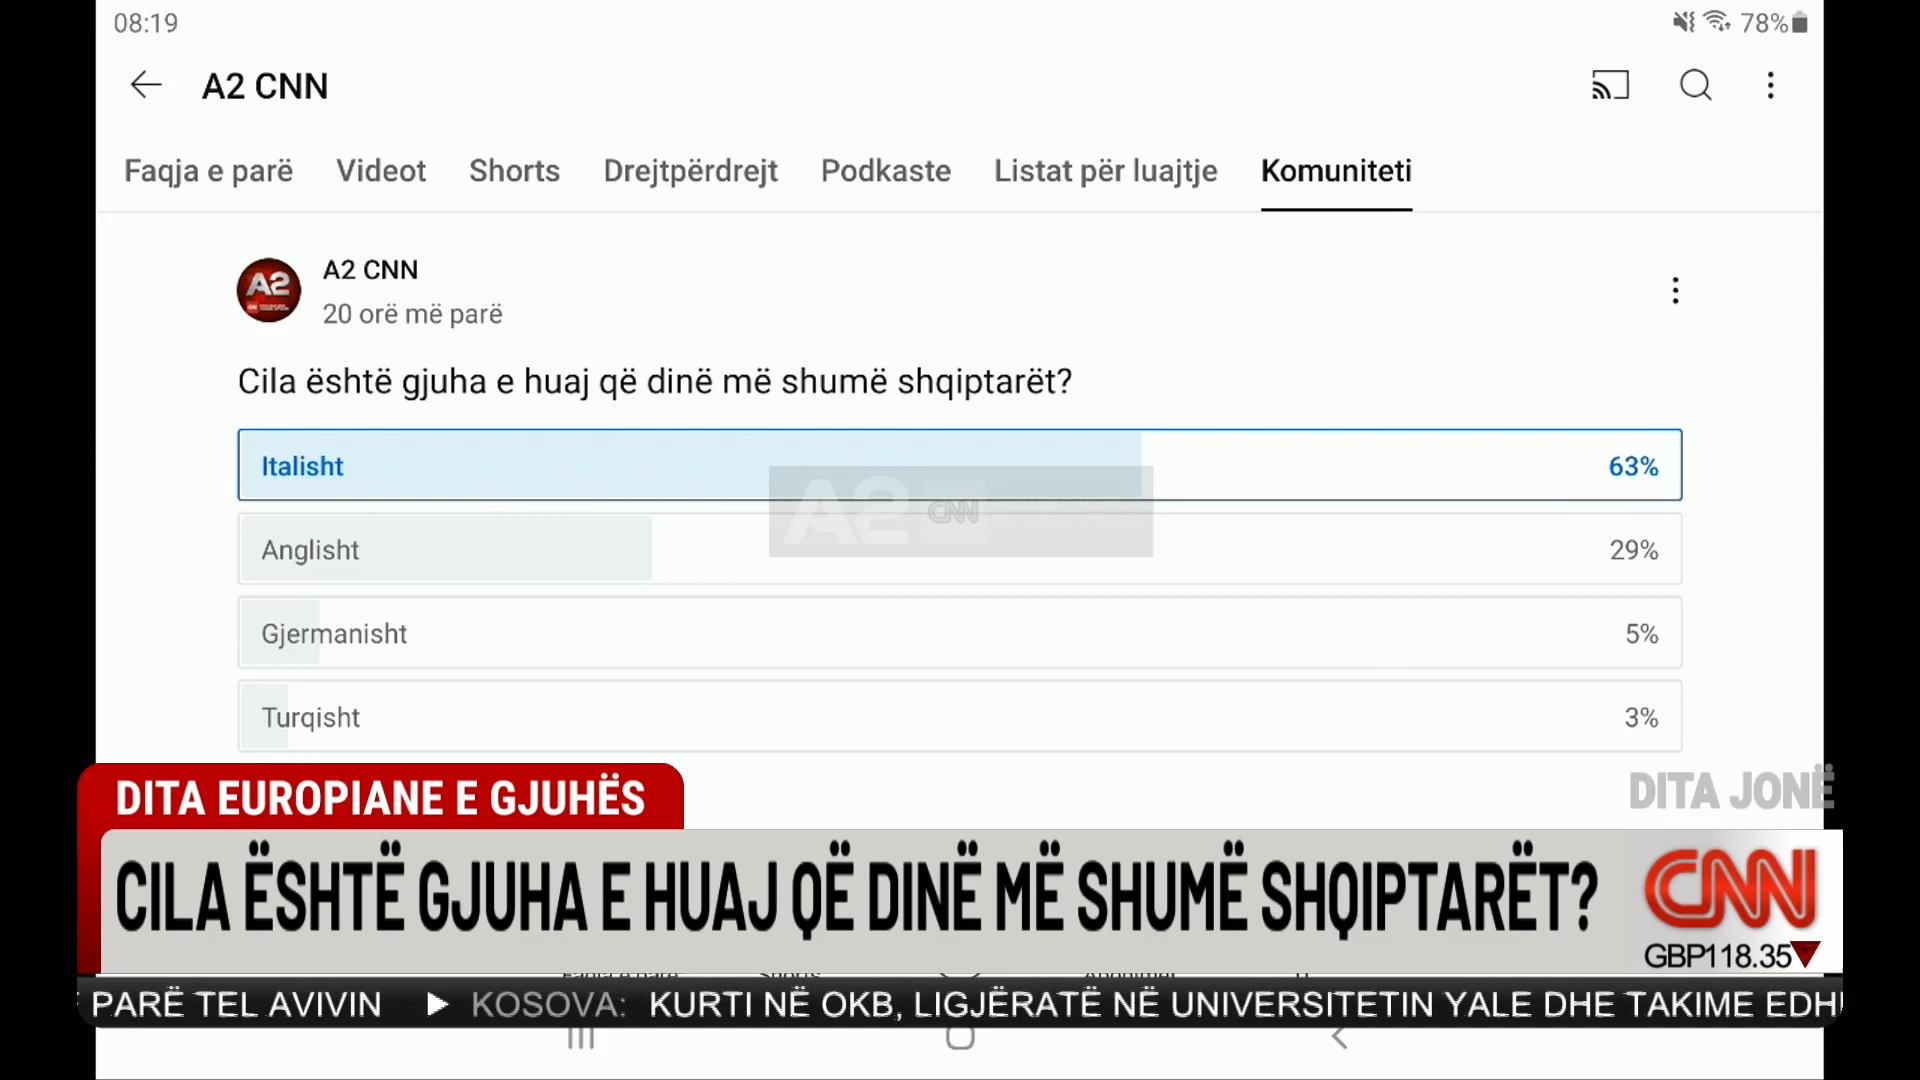 08:19
78%
A2 CNN
Faqja e parë Videot Shorts Drejtpërdrejt Podkaste Listat për luajtje Komuniteti
A2
A2 CNN
20 orë më parë
Cila është gjuha e huaj që dinë më shumë shqiptarët?
Italisht 63%
A2 CNN
Anglisht 29%
Gjermanisht 5%
Turqisht 3%
DITA EUROPIANE E GJUHËS
DITA JONË
CILA ËSHTË GJUHA E HUAJ QË DINË MË SHUMË SHQIPTARËT?
CNN
GBP118.35
PARË TEL AVIVIN KOSOVA: KURTI NË OKB, LIGJËRATË NË UNIVERSITETIN YALE DHE TAKIME EDH